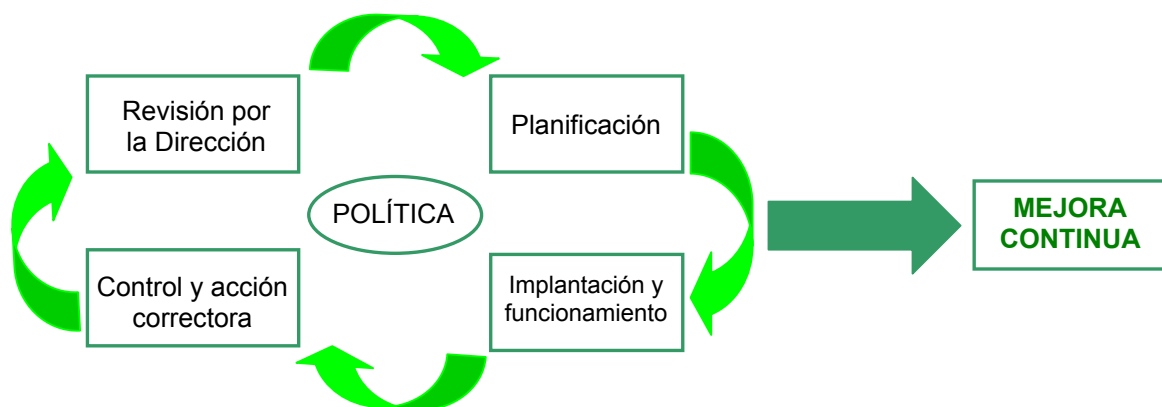 Revisión por
la Dirección
Planificación
POLÍTICA
MEJORA
CONTINUA
Control y acción
correctora
Implantación y
funcionamiento